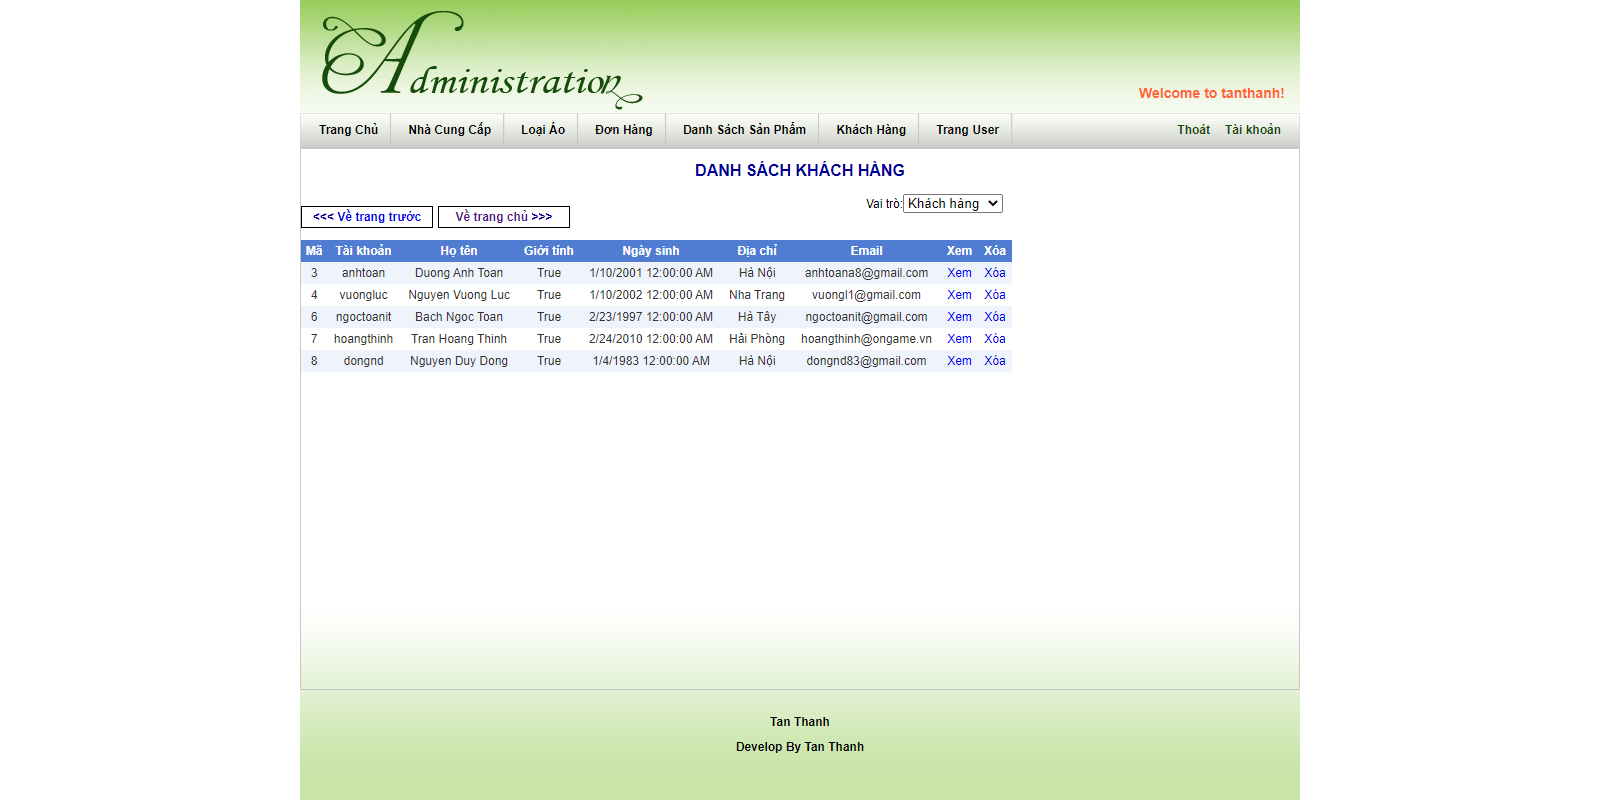 Administration
Welcome to tanthanh!
Trang Chủ Nhà Cung Cấp Loại Áo Đơn Hàng Danh Sách Sản Phẩm Khách Hàng Trang User Thoát Tài khoản
DANH SÁCH KHÁCH HÀNG
Vai trò: Khách hàng
<<< Về trang trước Về trang chủ >>>
Mã Tài khoản Họ tên Giới tính Ngày sinh Địa chỉ Email Xem Xóa
3 anhtoan Duong Anh Toan True 1/10/2001 12:00:00 AM Hà Nội anhtoana8@gmail.com Xem Xóa
4 vuongluc Nguyen Vuong Luc True 1/10/2002 12:00:00 AM Nha Trang vuongl1@gmail.com Xem Xóa
6 ngoctoanit Bach Ngoc Toan True 2/23/1997 12:00:00 AM Hà Tây ngoctoanit@gmail.com Xem Xóa
7 hoangthinh Tran Hoang Thinh True 2/24/2010 12:00:00 AM Hải Phòng hoangthinh@ongame.vn Xem Xóa
8 dongnd Nguyen Duy Dong True 1/4/1983 12:00:00 AM Hà Nội dongnd83@gmail.com Xem Xóa
Tan Thanh
Develop By Tan Thanh